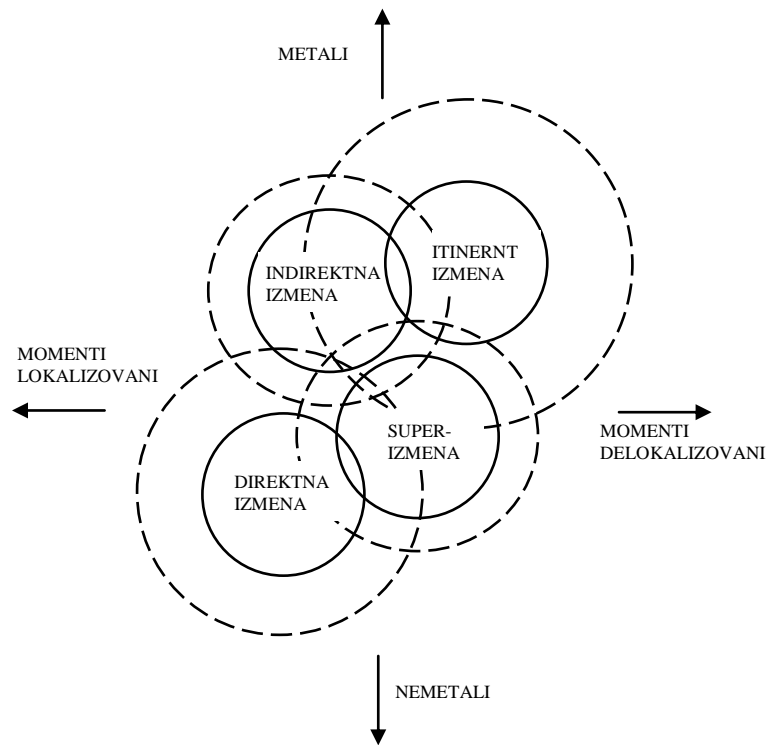 METALI
ITINERNT
IZMENA
INDIREKTNA
IZMENA
MOMENTI
LOKALIZOVANI
SUPER-
IZMENA
MOMENTI
DELOKALIZOVANI
DIREKTNA
IZMENA
NEMETALI